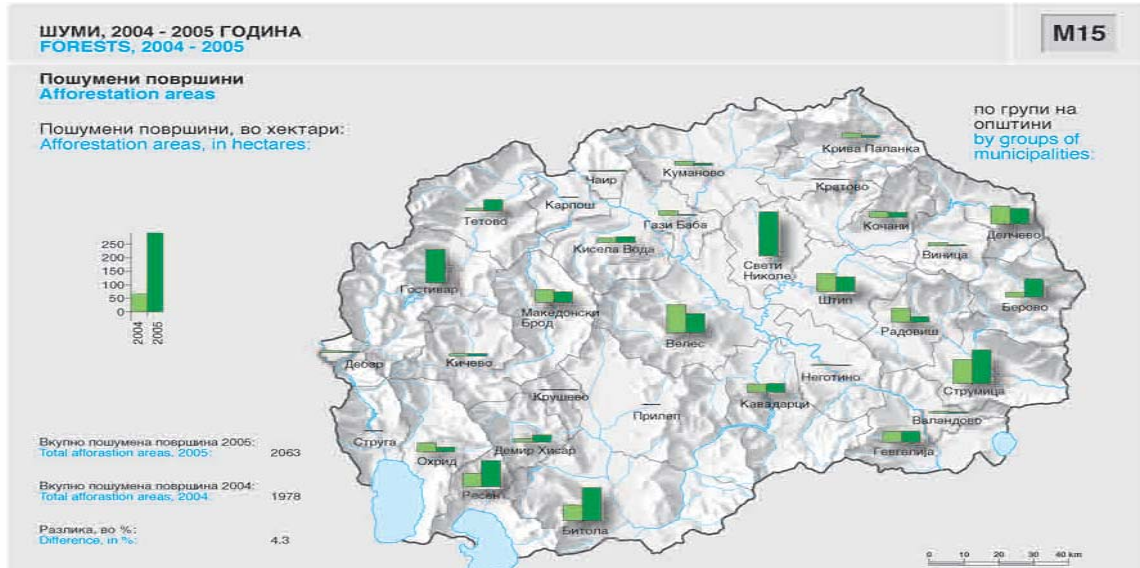 ШУМИ, 2004 - 2005 ГОДИНА
FORESTS, 2004 - 2005
М15
Пошумени површини
Afforestation areas
Пошумени површини, во хектари:
Afforestation areas, in hectares:
по групи на
општини
by groups of
municipalities:
Крива Паланка
Куманово
Чаир
Кратово
Карпош
Тетово
Гази Баба
Кочани
Делчево
Кисела Вода
Виница
Свети
Николе
Гостивар
Штип
Берово
Македонски
Брод
Радовиш
Велес
Дебар
Кичево
Неготино
Струмица
Крушево
Прилеп
Кавадарци
Валандово
Струга
Охрид
Демир Хисар
Гевгелија
Ресен
Битола
250
200
150
100
50
0
2004
2005
Вкупно пошумена површина 2005:
Total afforastion areas, 2005: 2063
Вкупно пошумена површина 2004:
Total afforastion areas, 2004: 1978
Разлика, во %:
Difference, in %: 4.3
0 10 20 30 40 km